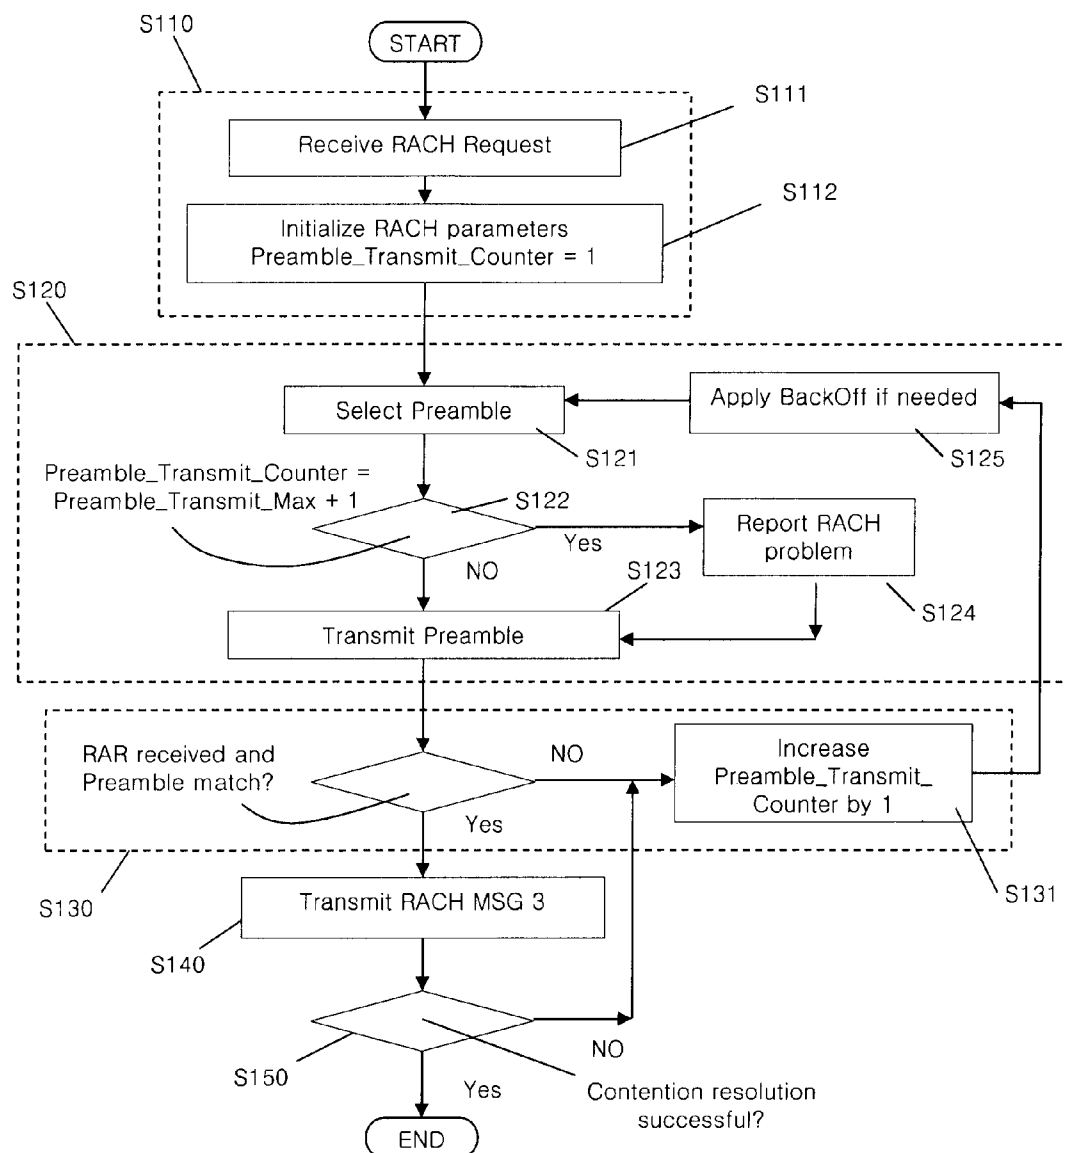 S110
START
S111
Receive RACH Request
S112
Initialize RACH parameters
Preamble_Transmit_Counter = 1
S120
Select Preamble
Apply BackOff if needed
S121
S125
Preamble_Transmit_Counter =
Preamble_Transmit_Max + 1
S122
Yes
Report RACH
problem
NO
S123
S124
Transmit Preamble
RAR received and
Preamble match?
NO
Increase
Preamble_Transmit_
Counter by 1
Yes
S130
Transmit RACH MSG 3
S131
S140
S150
NO
Yes
Contention resolution
successful?
END